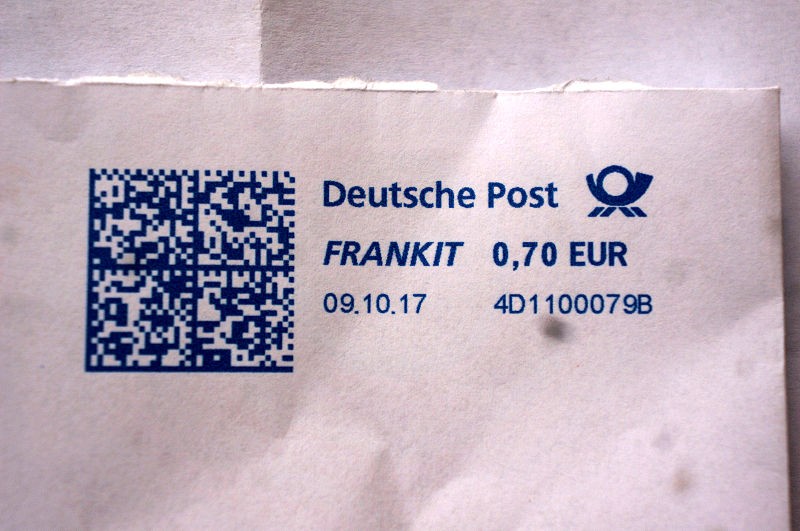 Deutsche Post
FRANKIT 0,70 EUR
09.10.17 4D1100079B